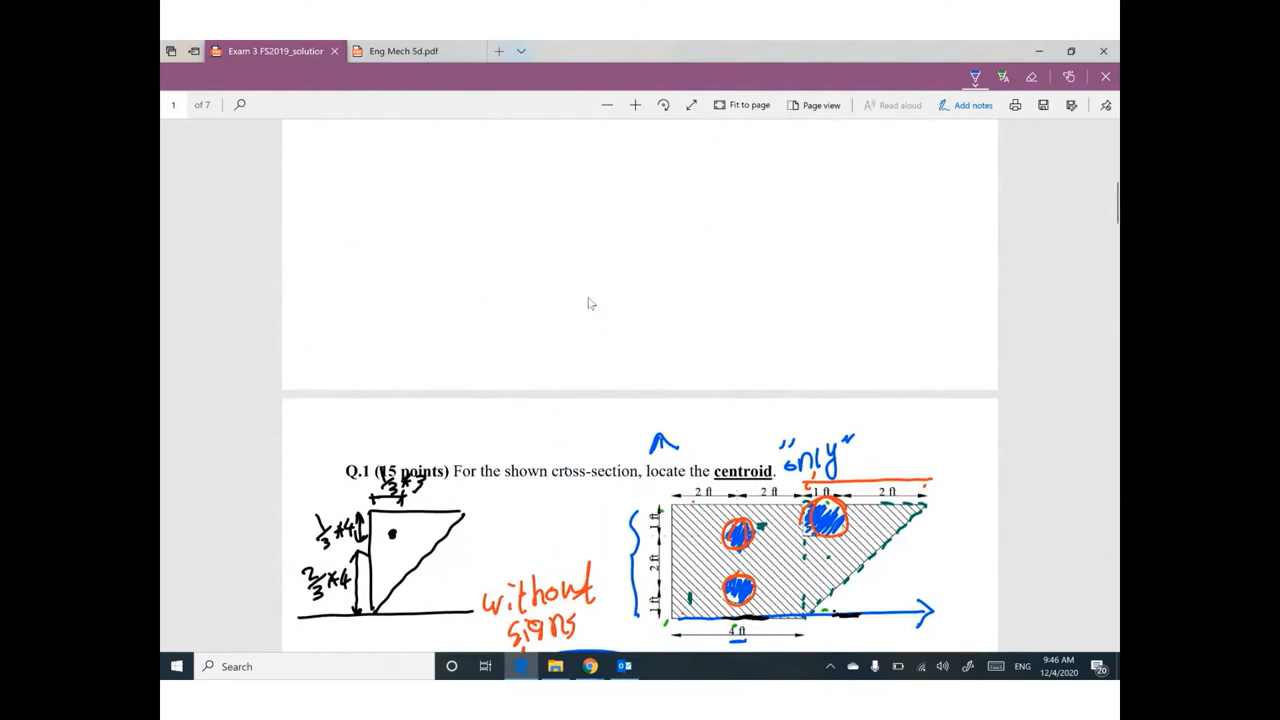 Exam 3 FS2019_solutior
Eng Mech 5d.pdf
1 of 7
Fit to page
Page view
Read aloud
Add notes
"only"
Q.1 (15 points) For the shown cross-section, locate the centroid.
1/3 * 3
2 ft 2 ft 1 ft 2 ft
1/3 * 4
1 ft
2 ft
2/3 * 4
1 ft
without
signs
4 ft
Search
ENG
9:46 AM
12/4/2020
20